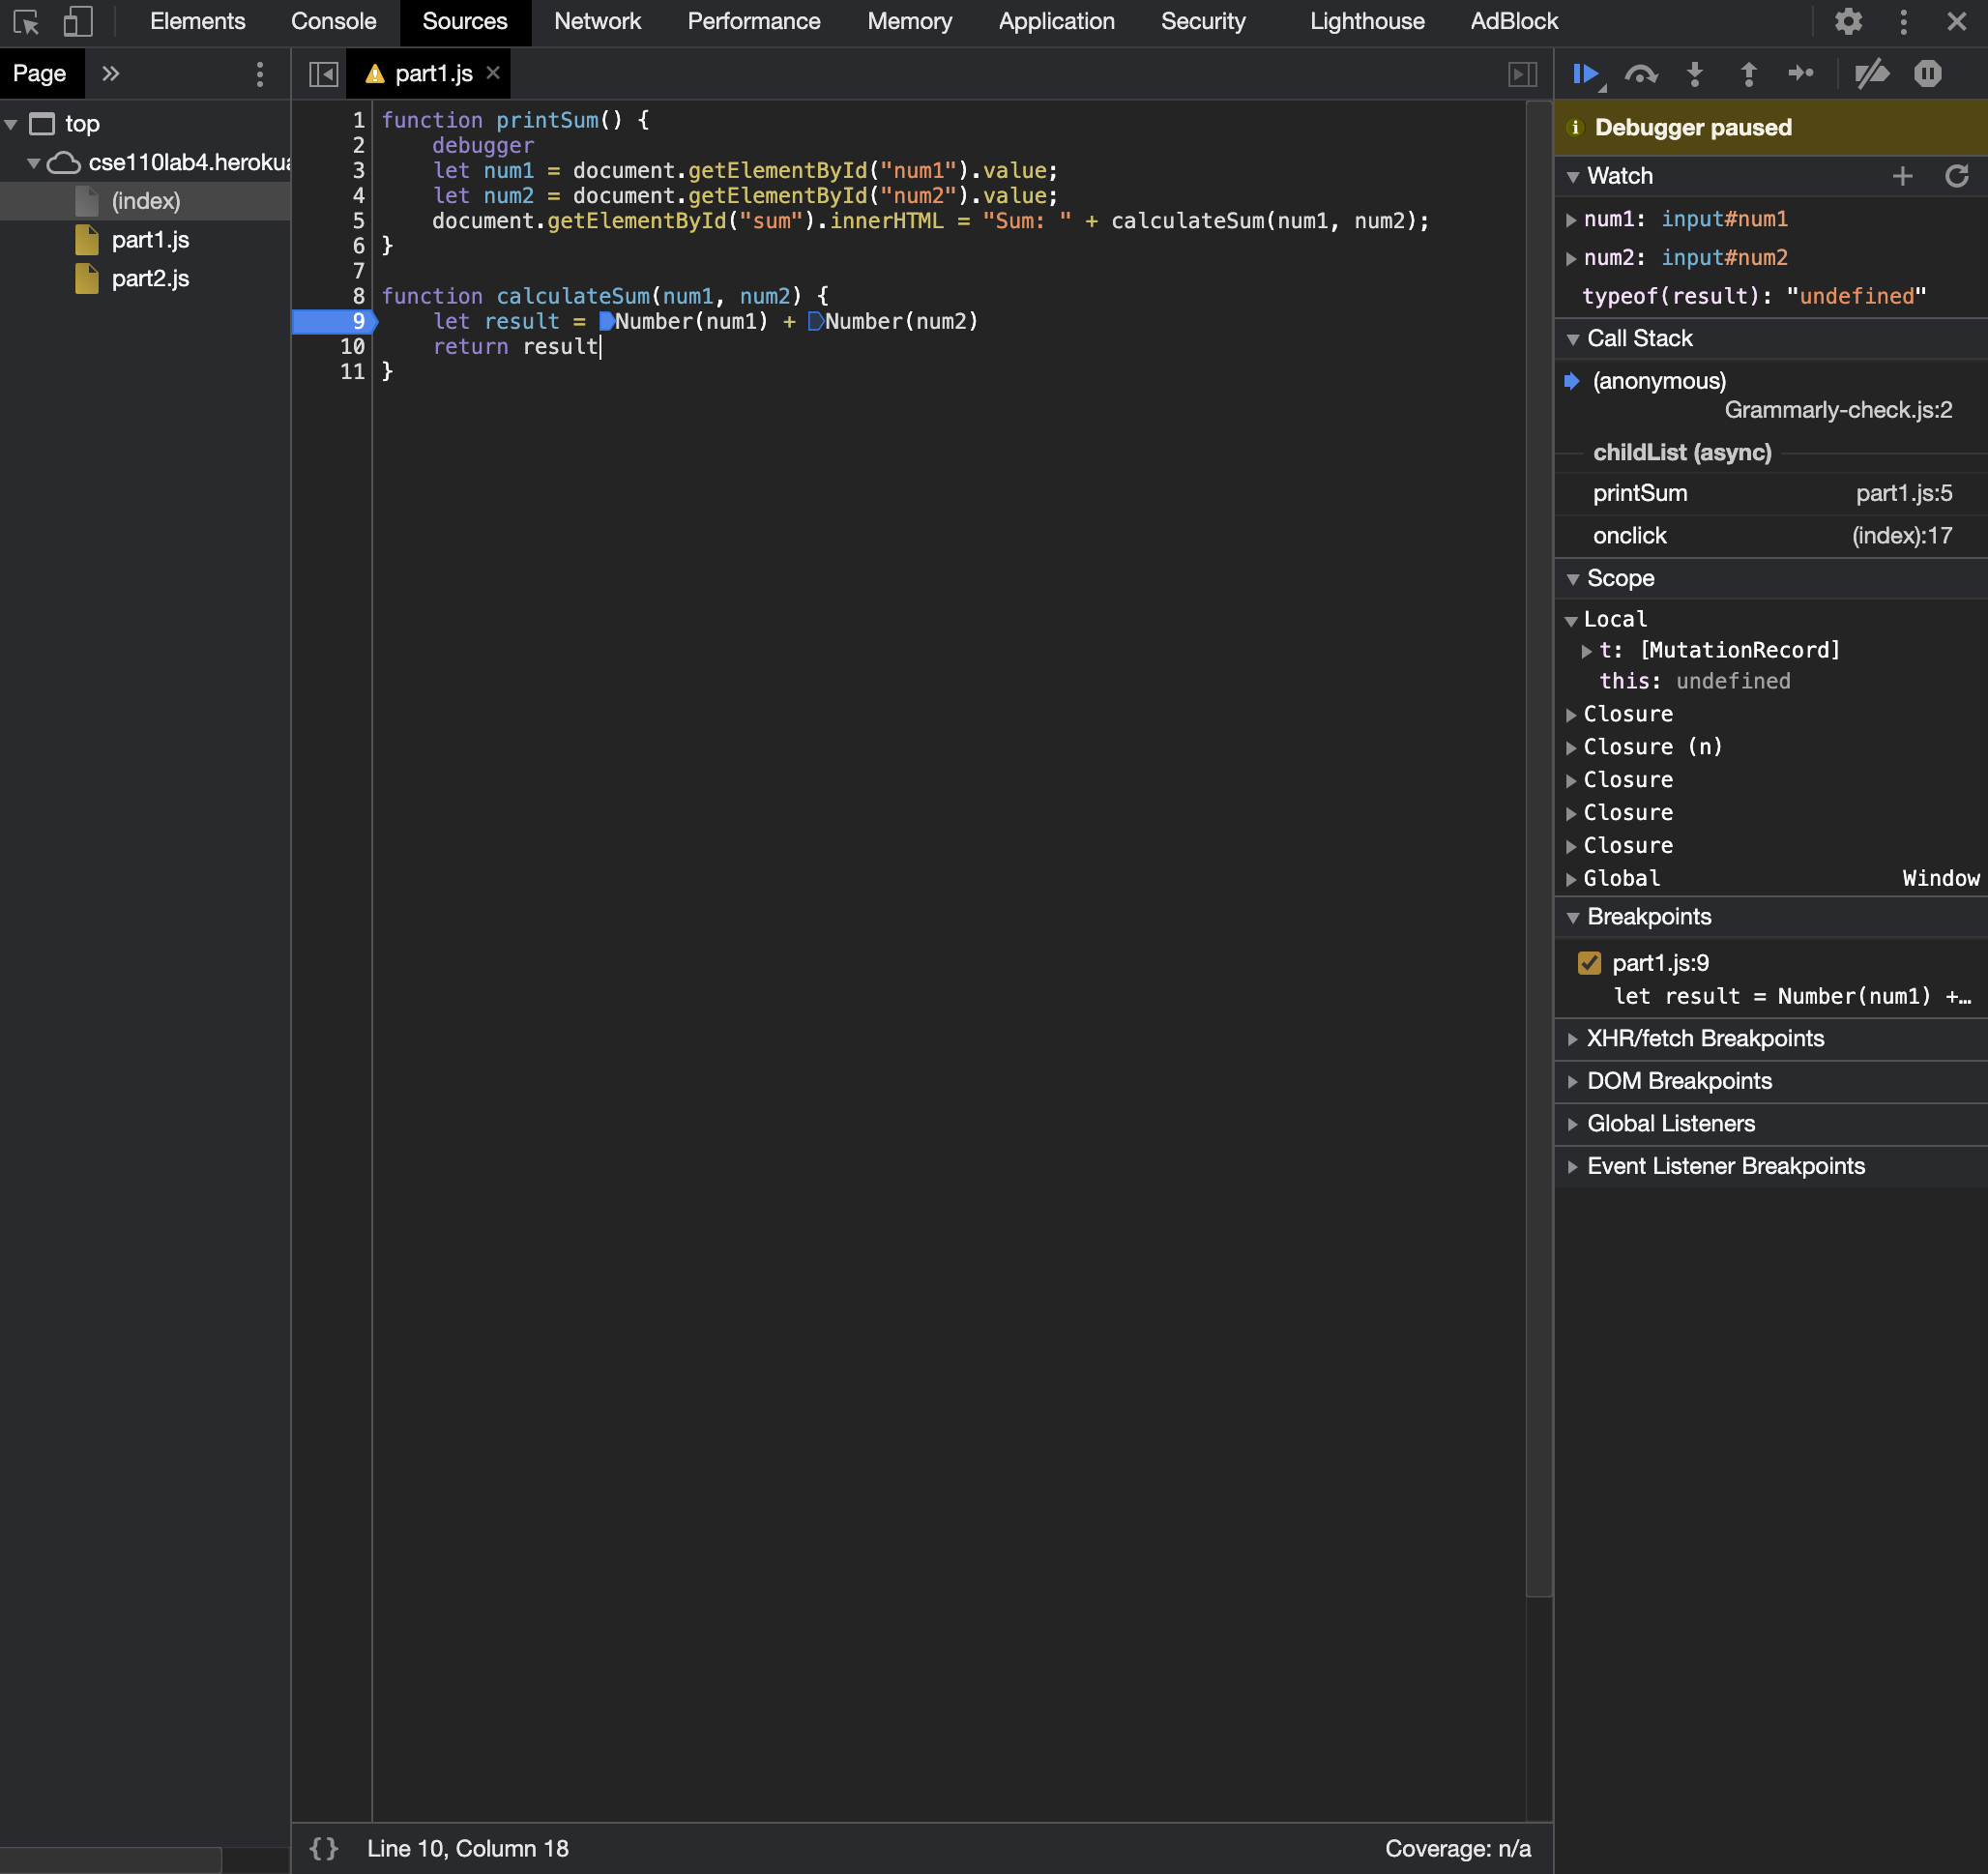 Elements Console Sources Network Performance Memory Application Security Lighthouse AdBlock
Page
part1.js
top
cse110lab4.heroku
(index)
part1.js
part2.js
1 function printSum() {
2     debugger
3     let num1 = document.getElementById("num1").value;
4     let num2 = document.getElementById("num2").value;
5     document.getElementById("sum").innerHTML = "Sum: " + calculateSum(num1, num2);
6 }
7
8 function calculateSum(num1, num2) {
9     let result = Number(num1) + Number(num2)
10     return result
11 }
{} Line 10, Column 18
Coverage: n/a
Debugger paused
Watch
num1: input#num1
num2: input#num2
typeof(result): "undefined"
Call Stack
(anonymous)
Grammarly-check.js:2
childList (async)
printSum part1.js:5
onclick (index):17
Scope
Local
t: [MutationRecord]
this: undefined
Closure
Closure (n)
Closure
Closure
Closure
Global Window
Breakpoints
part1.js:9
let result = Number(num1) +…
XHR/fetch Breakpoints
DOM Breakpoints
Global Listeners
Event Listener Breakpoints